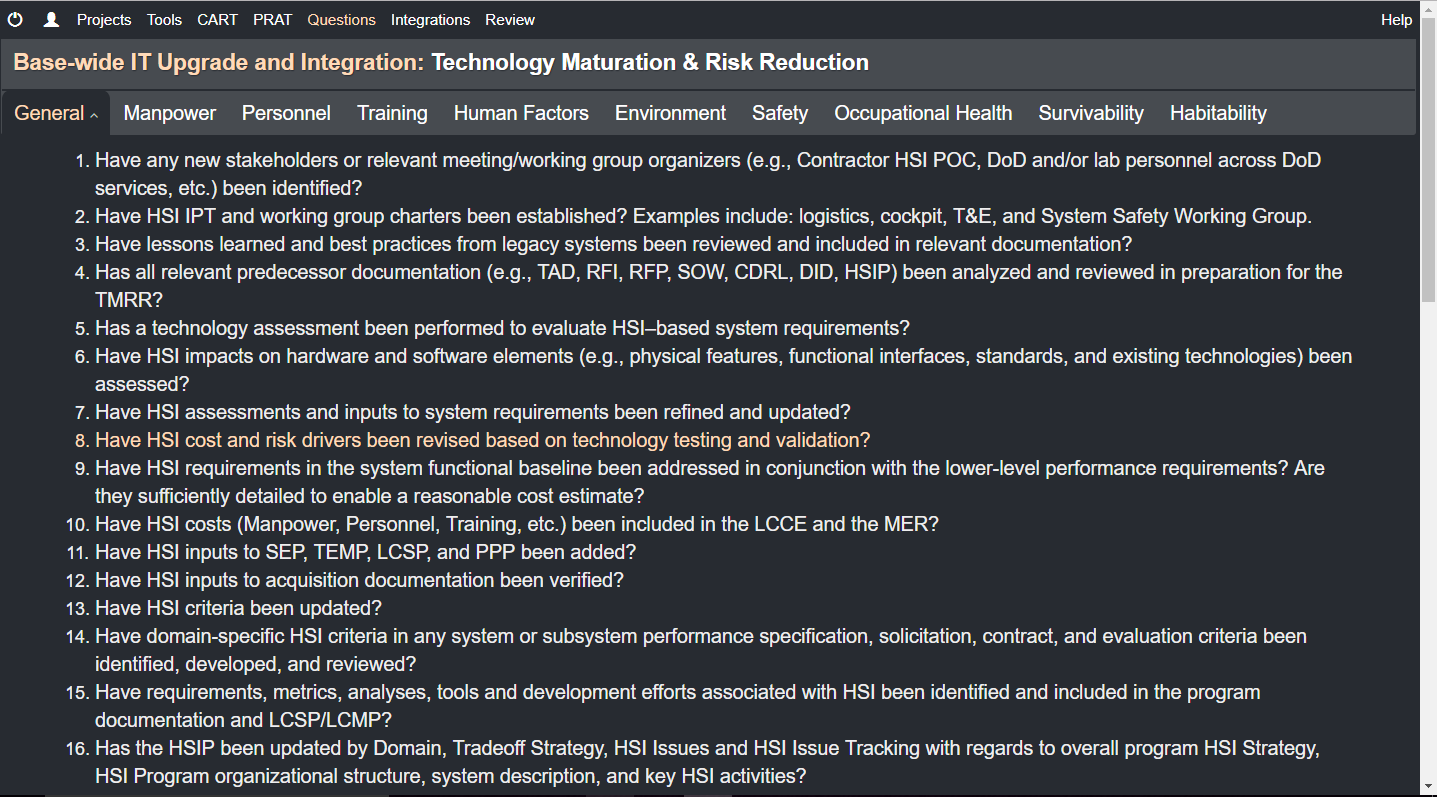 Projects Tools CART PRAT Questions Integrations Review Help
Base-wide IT Upgrade and Integration: Technology Maturation & Risk Reduction
General Manpower Personnel Training Human Factors Environment Safety Occupational Health Survivability Habitability
1. Have any new stakeholders or relevant meeting/working group organizers (e.g., Contractor HSI POC, DoD and/or lab personnel across DoD
services, etc.) been identified?
2. Have HSI IPT and working group charters been established? Examples include: logistics, cockpit, T&E, and System Safety Working Group.
3. Have lessons learned and best practices from legacy systems been reviewed and included in relevant documentation?
4. Has all relevant predecessor documentation (e.g., TAD, RFI, RFP, SOW, CDRL, DID, HSIP) been analyzed and reviewed in preparation for the
TMRR?
5. Has a technology assessment been performed to evaluate HSI–based system requirements?
6. Have HSI impacts on hardware and software elements (e.g., physical features, functional interfaces, standards, and existing technologies) been
assessed?
7. Have HSI assessments and inputs to system requirements been refined and updated?
8. Have HSI cost and risk drivers been revised based on technology testing and validation?
9. Have HSI requirements in the system functional baseline been addressed in conjunction with the lower-level performance requirements? Are
they sufficiently detailed to enable a reasonable cost estimate?
10. Have HSI costs (Manpower, Personnel, Training, etc.) been included in the LCCE and the MER?
11. Have HSI inputs to SEP, TEMP, LCSP, and PPP been added?
12. Have HSI inputs to acquisition documentation been verified?
13. Have HSI criteria been updated?
14. Have domain-specific HSI criteria in any system or subsystem performance specification, solicitation, contract, and evaluation criteria been
identified, developed, and reviewed?
15. Have requirements, metrics, analyses, tools and development efforts associated with HSI been identified and included in the program
documentation and LCSP/LCMP?
16. Has the HSIP been updated by Domain, Tradeoff Strategy, HSI Issues and HSI Issue Tracking with regards to overall program HSI Strategy,
HSI Program organizational structure, system description, and key HSI activities?